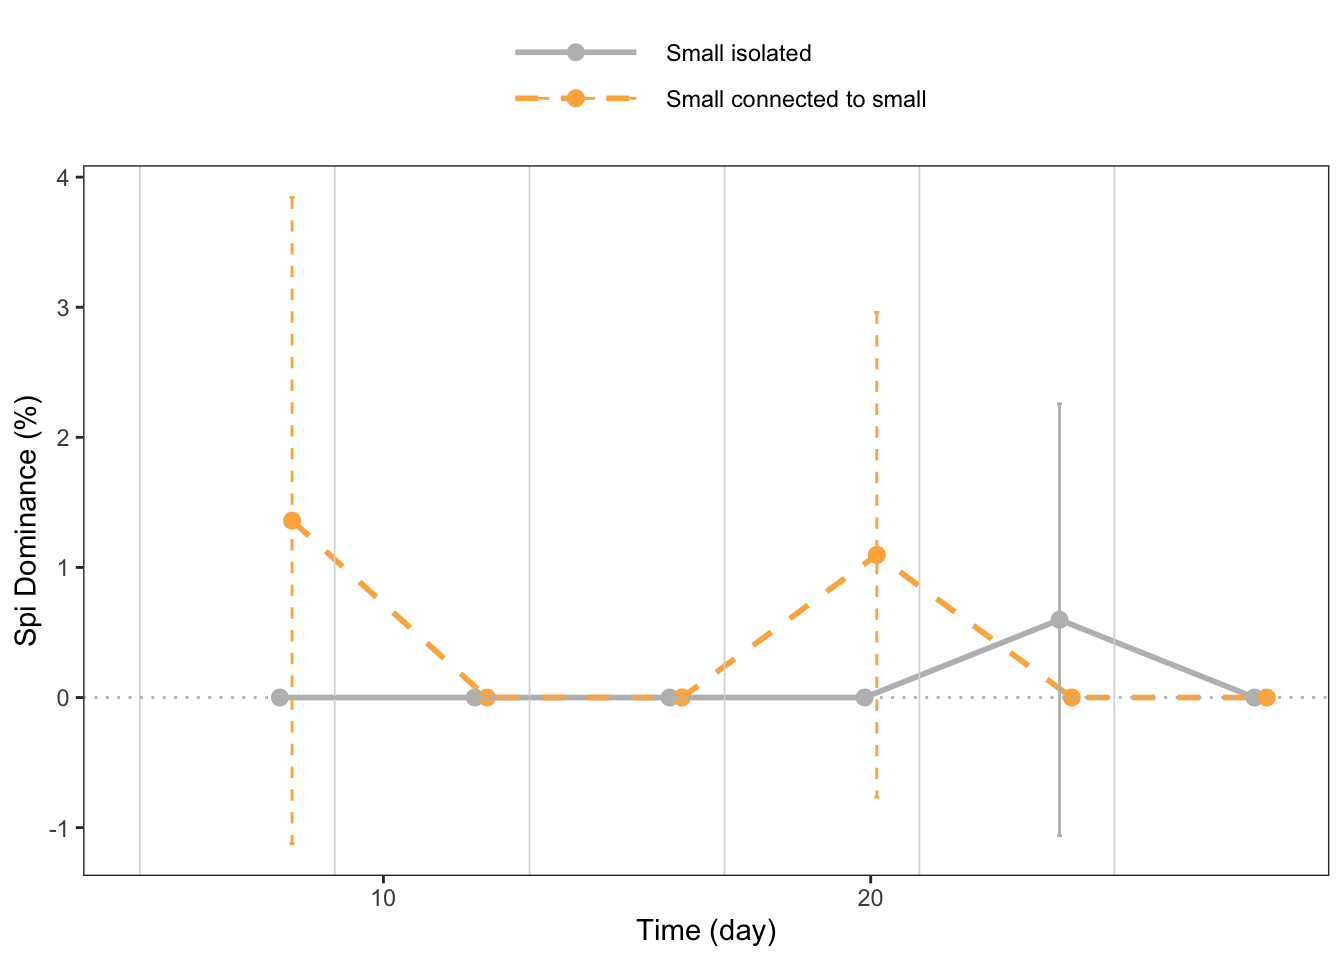 Small isolated
Small connected to small
4
3
2
1
0
-1
Spi Dominance (%)
10
20
Time (day)